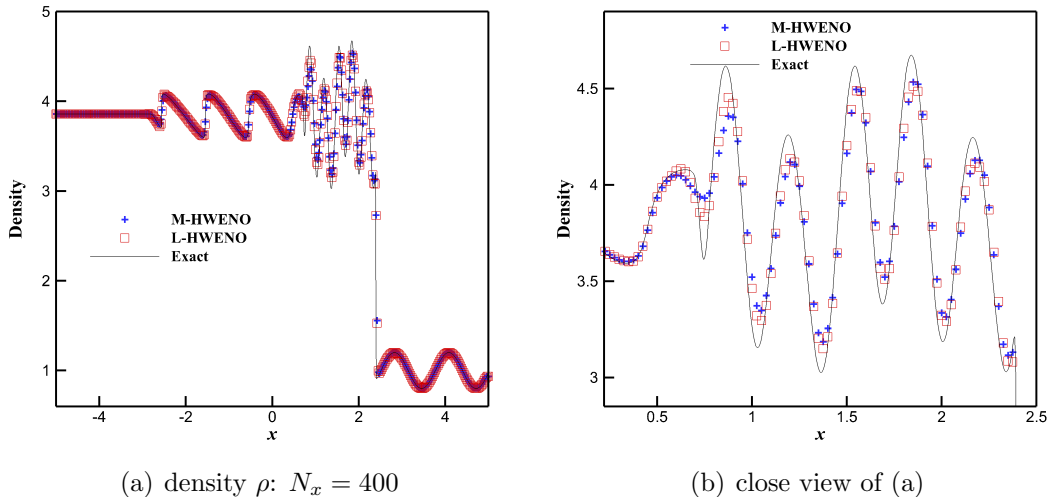 Density
5
4
3
2
1
M-HWENO
L-HWENO
Exact
-4
-2
0
2
4
x
(a) density ρ: Nₓ = 400
Density
4.5
4
3.5
3
M-HWENO
L-HWENO
Exact
0.5
1
1.5
2
2.5
x
(b) close view of (a)